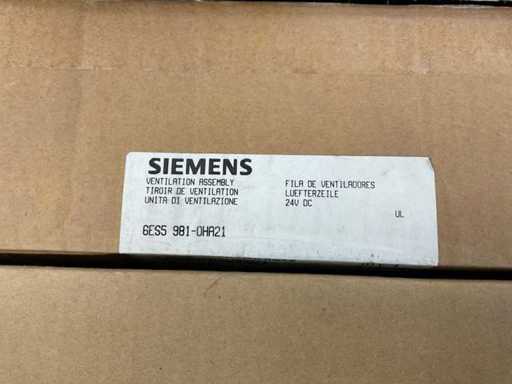 SIEMENS
VENTILATION ASSEMBLY
TIROIR DE VENTILATION
UNITA DI VENTILAZIONE
FILA DE VENTILADORES
LUEFTERZEILE
24V DC
UL
6ES5 981-0HA21